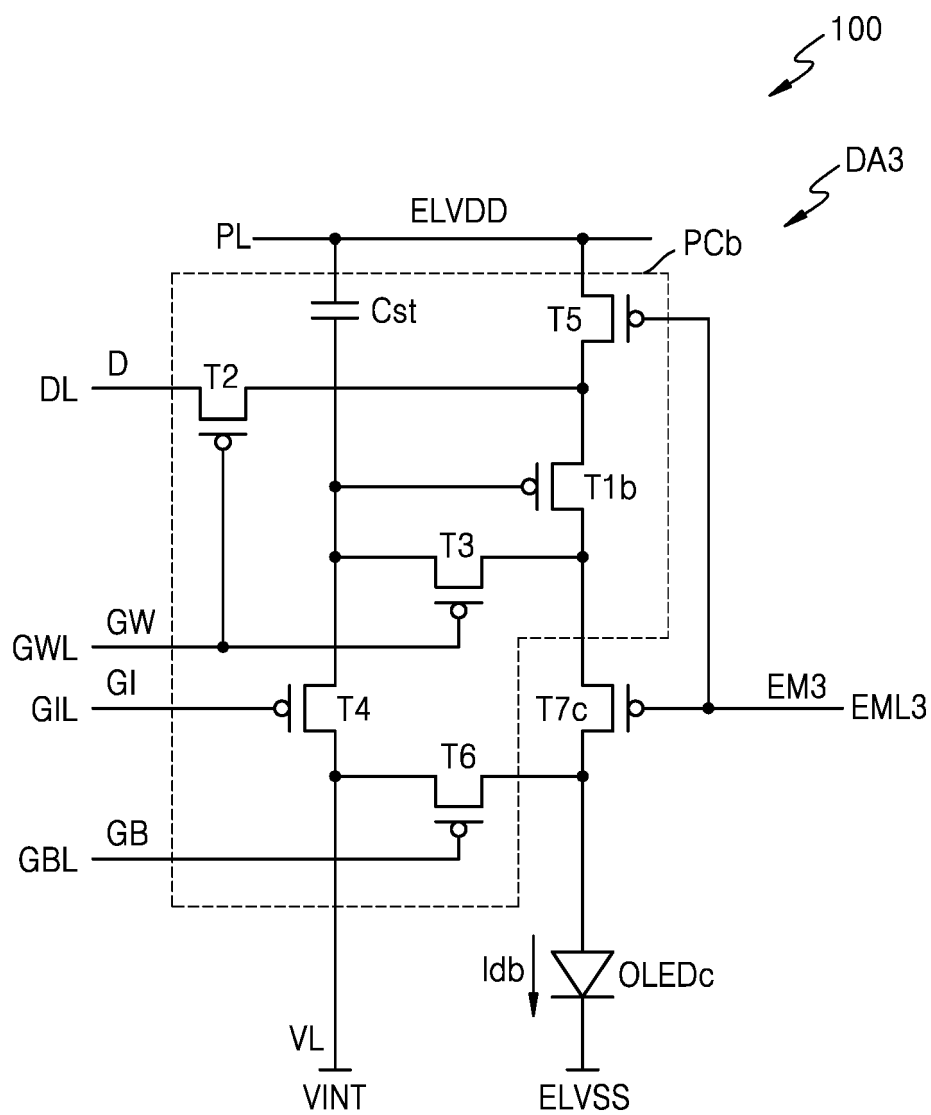 100
DA3
ELVDD
PL
PCb
Cst
T5
D
T2
DL
T1b
T3
GW
GWL
GI
GIL
T4
T7c
EM3
EML3
T6
GB
GBL
Idb
OLEDc
VL
VINT
ELVSS